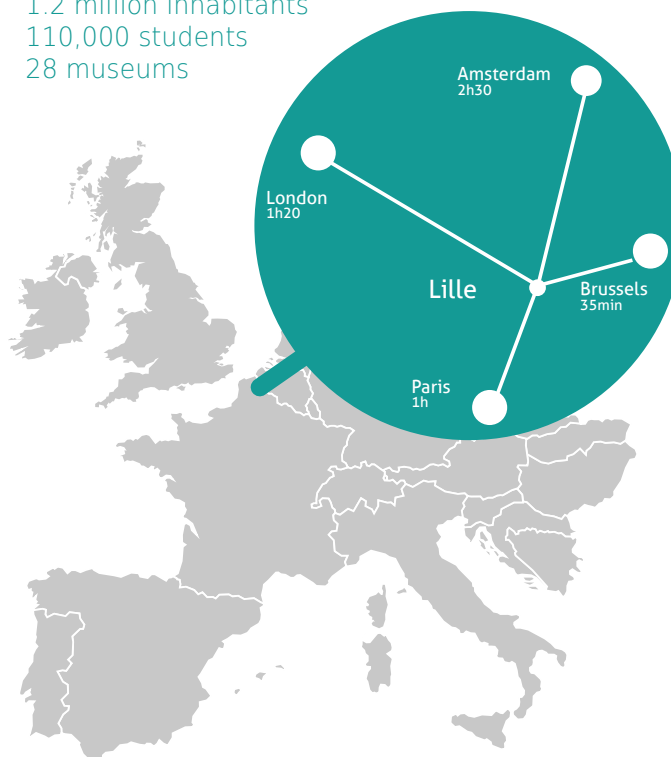 1.2 million inhabitants
110,000 students
28 museums
Amsterdam
2h30
London
1h20
Lille
Brussels
35min
Paris
1h